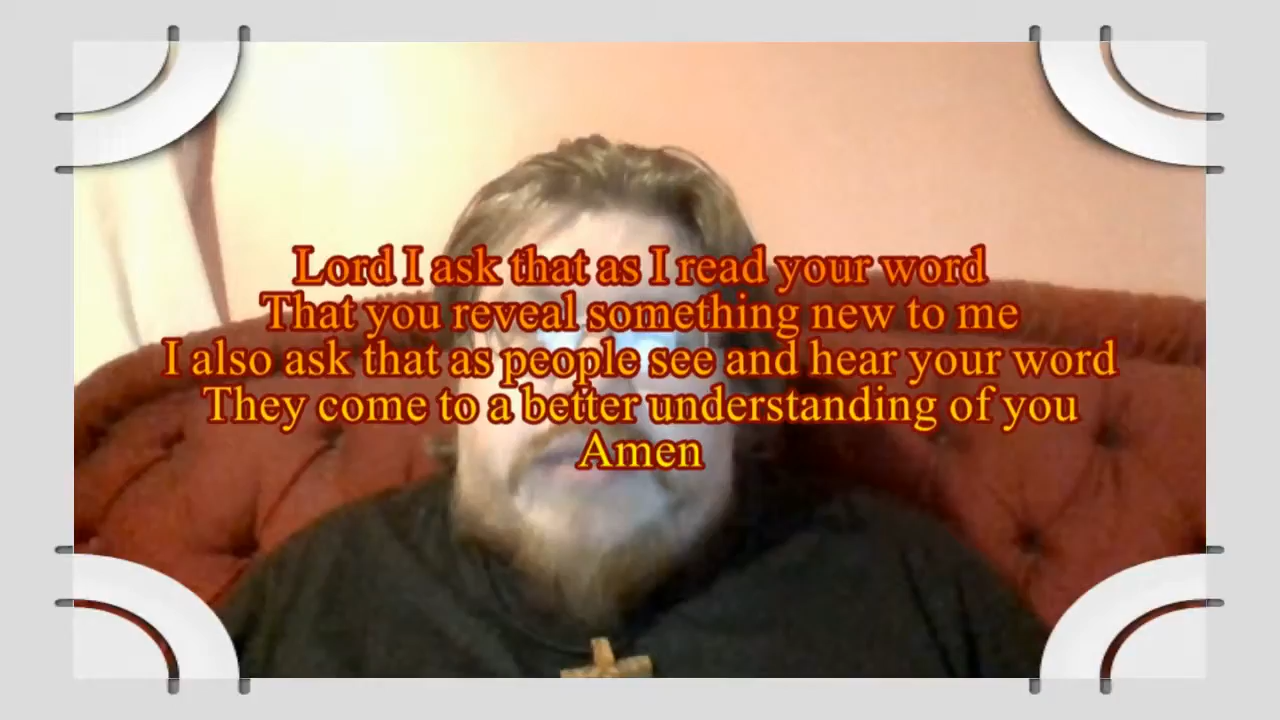 Lord I ask that as I read your word
That you reveal something new to me
I also ask that as people see and hear your word
They come to a better understanding of you
Amen